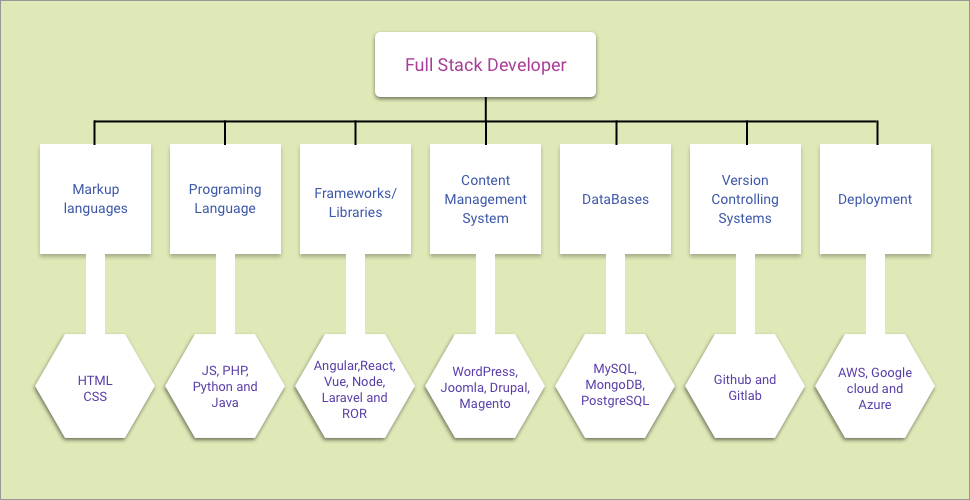 Full Stack Developer
Markup
languages
Programing
Language
Frameworks/
Libraries
Content
Management
System
DataBases
Version
Controlling
Systems
Deployment
HTML
CSS
JS, PHP,
Python and
Java
Angular,React,
Vue, Node,
Laravel and
ROR
WordPress,
Joomla, Drupal,
Magento
MySQL,
MongoDB,
PostgreSQL
Github and
Gitlab
AWS, Google
cloud and
Azure